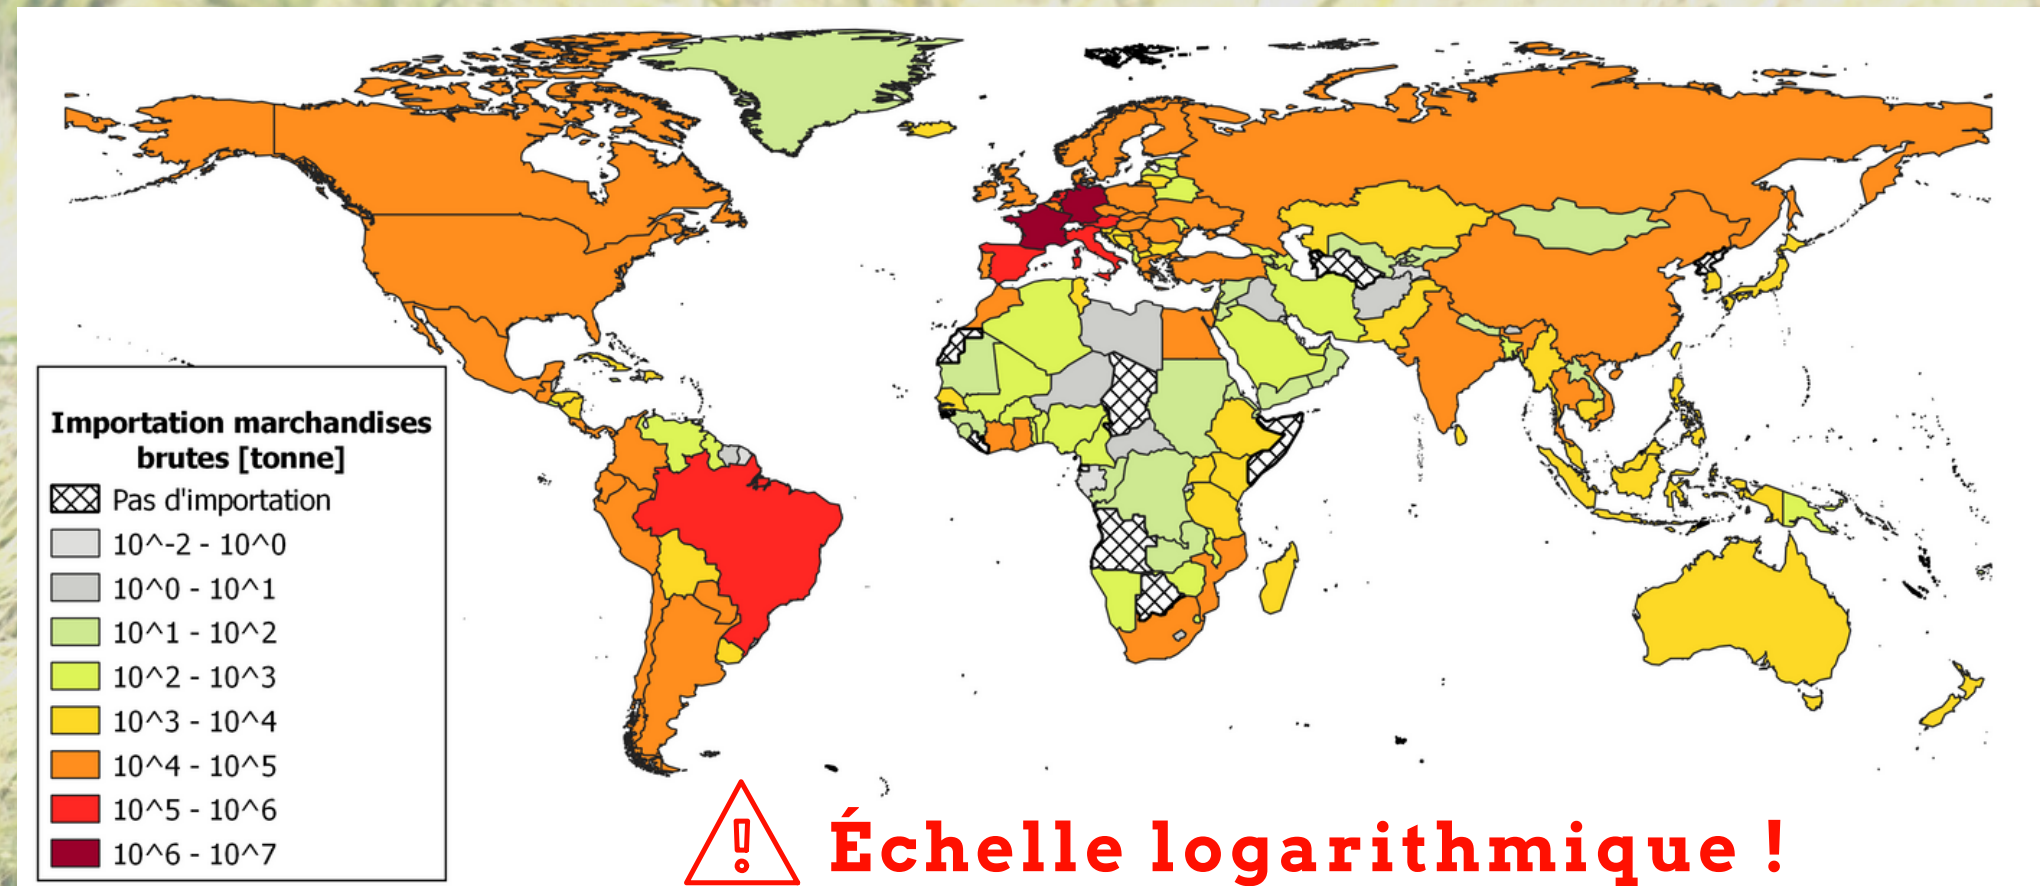 Importation marchandises
brutes [tonne]
Pas d'importation
10^-2 - 10^0
10^0 - 10^1
10^1 - 10^2
10^2 - 10^3
10^3 - 10^4
10^4 - 10^5
10^5 - 10^6
10^6 - 10^7
! Échelle logarithmique !